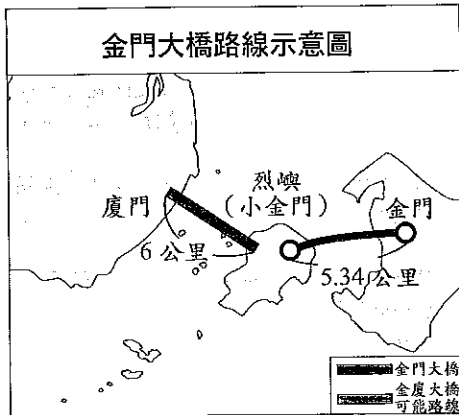 金門大橋路線示意圖
烈嶼
(小金門)
廈門
金門
6公里
5.34公里
金門大橋
金廈大橋
可能路線